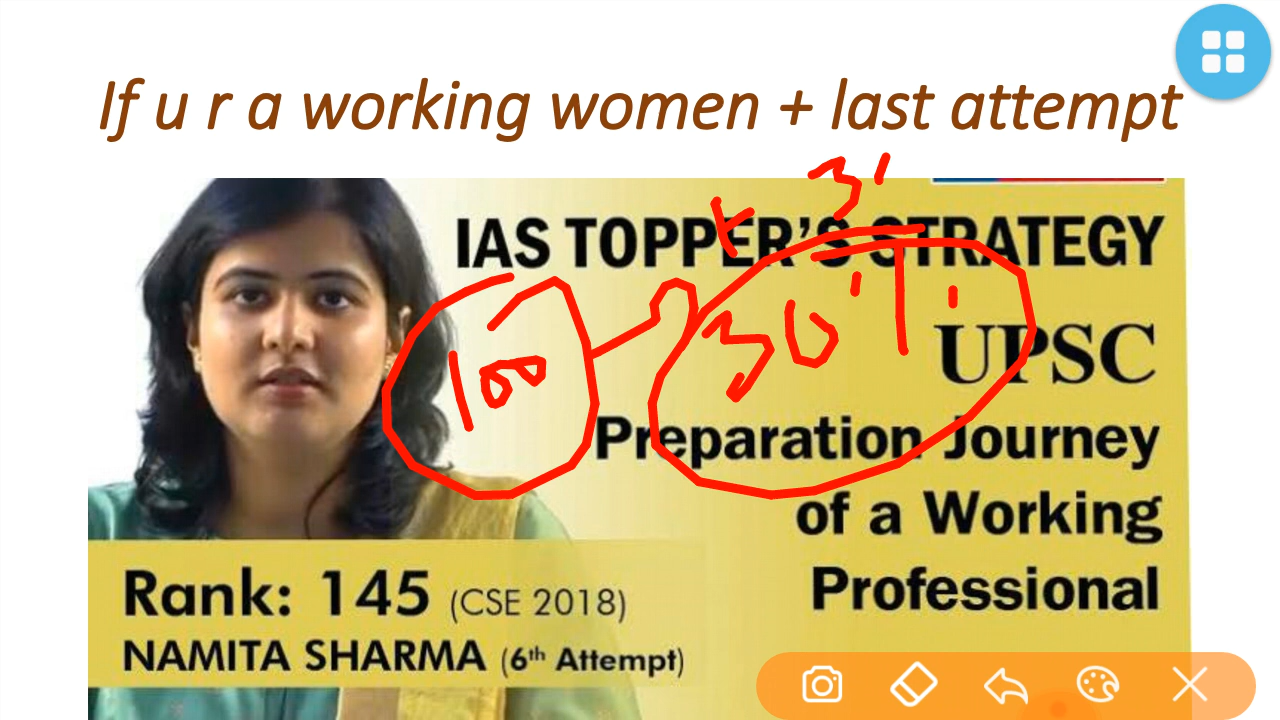 If u r a working women + last attempt
IAS TOPPER'S STRATEGY
UPSC
Preparation Journey
of a Working
Professional
100
Rank: 145 (CSE 2018)
NAMITA SHARMA (6th Attempt)